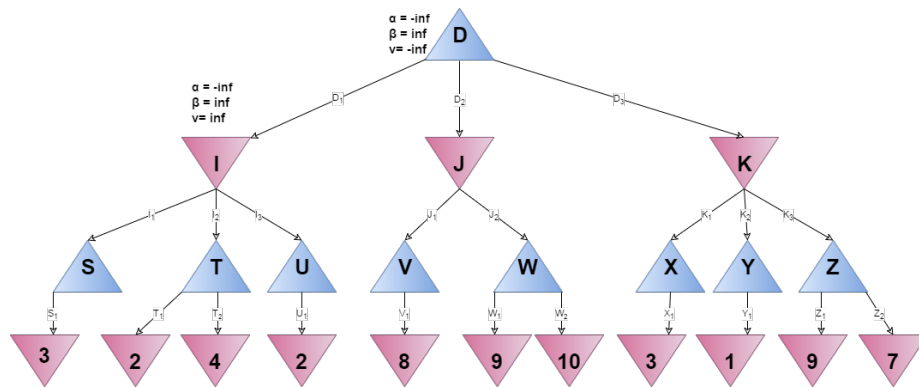 α = -inf
β = inf
v= -inf
D
α = -inf
β = inf
v= inf
D₁
D₂
D₃
I
J
K
I₁
I₂
I₃
J₁
J₂
K₁
K₂
K₃
S
T
U
V
W
X
Y
Z
S₁
T₁
T₂
U₁
V₁
W₁
W₂
X₁
Y₁
Z₁
Z₂
3
2
4
2
8
9
10
3
1
9
7